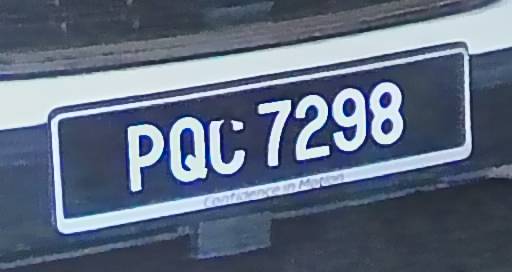 PQC 7298
Confidence in Motion